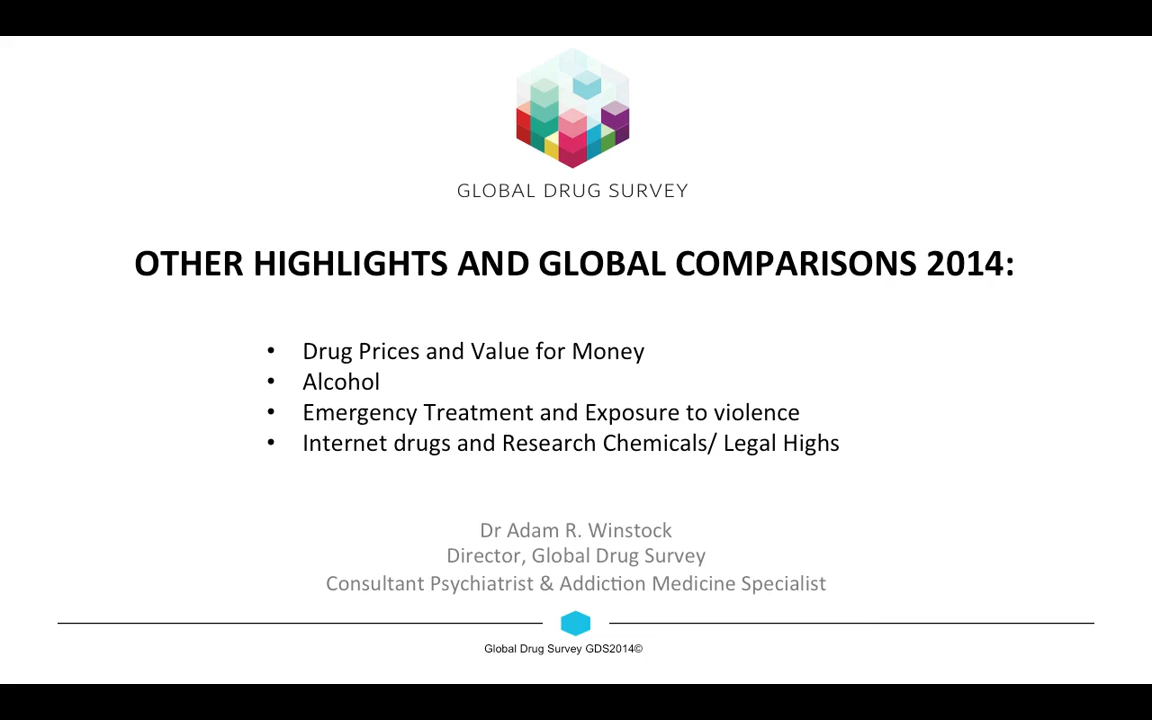 GLOBAL DRUG SURVEY
OTHER HIGHLIGHTS AND GLOBAL COMPARISONS 2014:
• Drug Prices and Value for Money
• Alcohol
• Emergency Treatment and Exposure to violence
• Internet drugs and Research Chemicals/ Legal Highs
Dr Adam R. Winstock
Director, Global Drug Survey
Consultant Psychiatrist & Addiction Medicine Specialist
Global Drug Survey GDS2014©